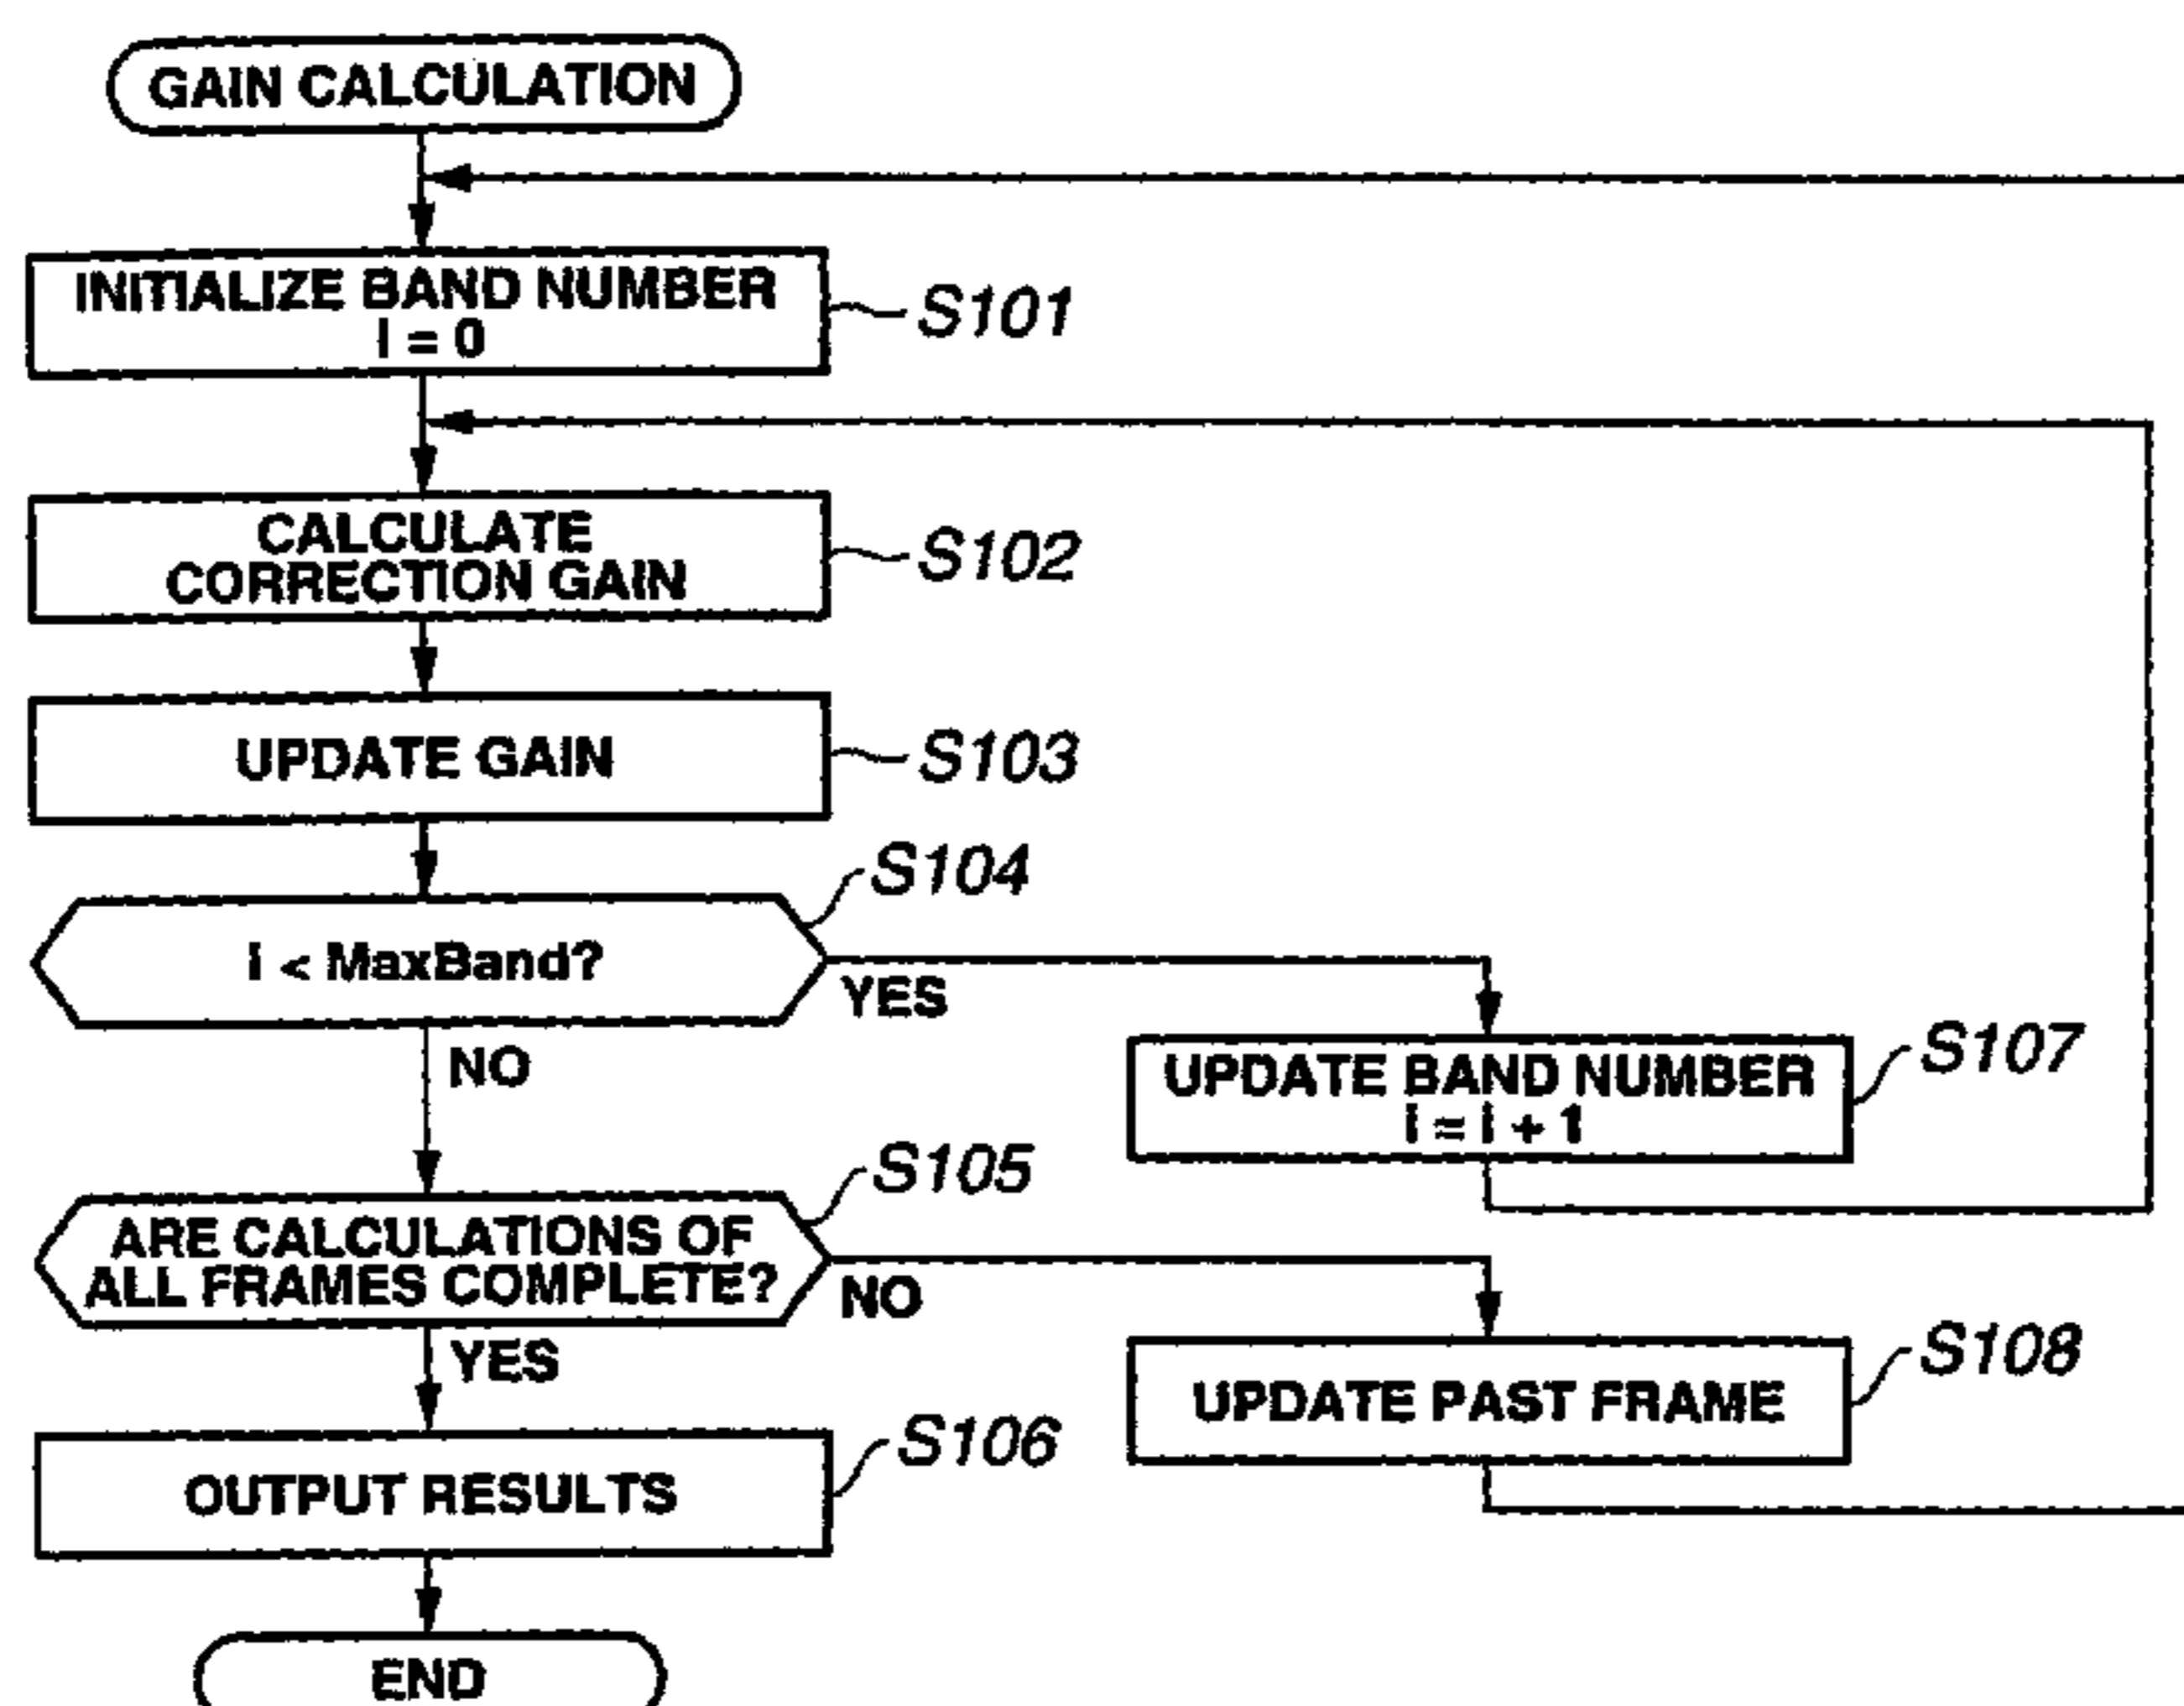 GAIN CALCULATION
INITIALIZE BAND NUMBER
i = 0
S101
CALCULATE
CORRECTION GAIN
S102
UPDATE GAIN
S103
S104
i < MaxBand?
YES
NO
UPDATE BAND NUMBER
i = i + 1
S107
S105
ARE CALCULATIONS OF
ALL FRAMES COMPLETE?
NO
YES
UPDATE PAST FRAME
S108
OUTPUT RESULTS
S106
END